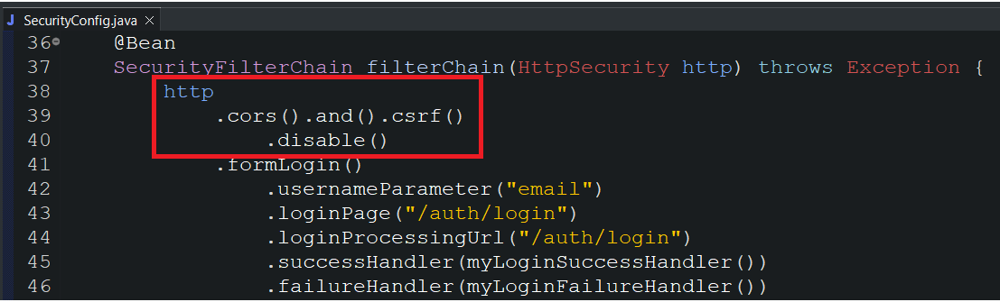 SecurityConfig.java
36 @Bean
37 SecurityFilterChain filterChain(HttpSecurity http) throws Exception {
38 http
39 .cors().and().csrf()
40 .disable()
41 .formLogin()
42 .usernameParameter("email")
43 .loginPage("/auth/login")
44 .loginProcessingUrl("/auth/login")
45 .successHandler(myLoginSuccessHandler())
46 .failureHandler(myLoginFailureHandler())